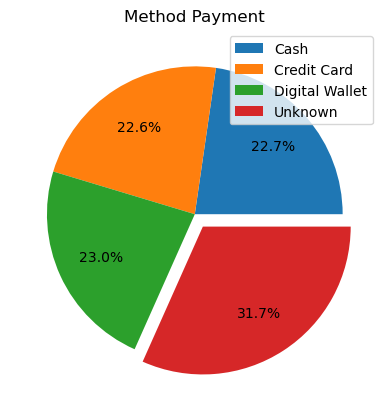 Method Payment
Cash
Credit Card
Digital Wallet
Unknown
22.6%
22.7%
23.0%
31.7%